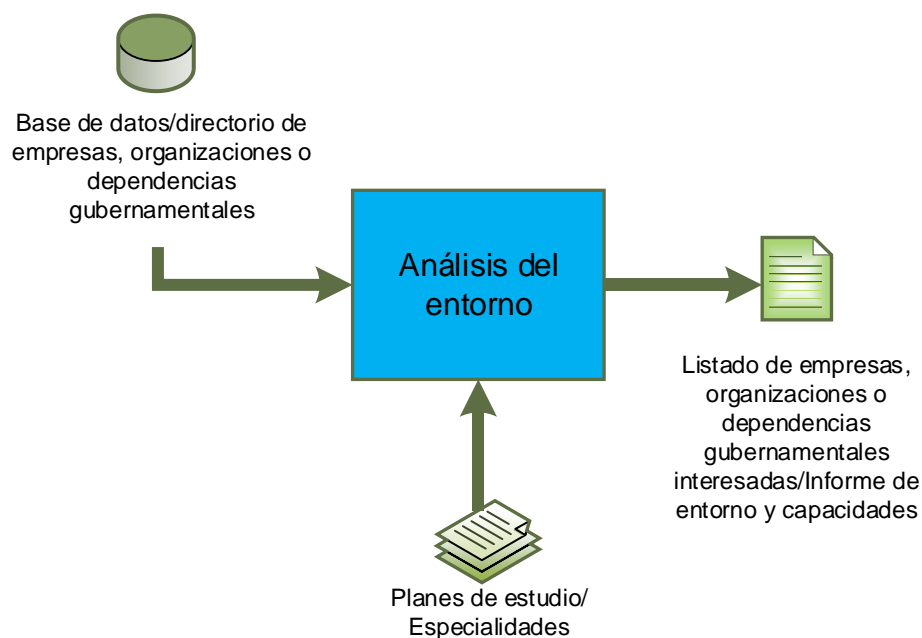 Base de datos/directorio de
empresas, organizaciones o
dependencias
gubernamentales
Análisis del
entorno
Listado de empresas,
organizaciones o
dependencias
gubernamentales
interesadas/Informe de
entorno y capacidades
Planes de estudio/
Especialidades